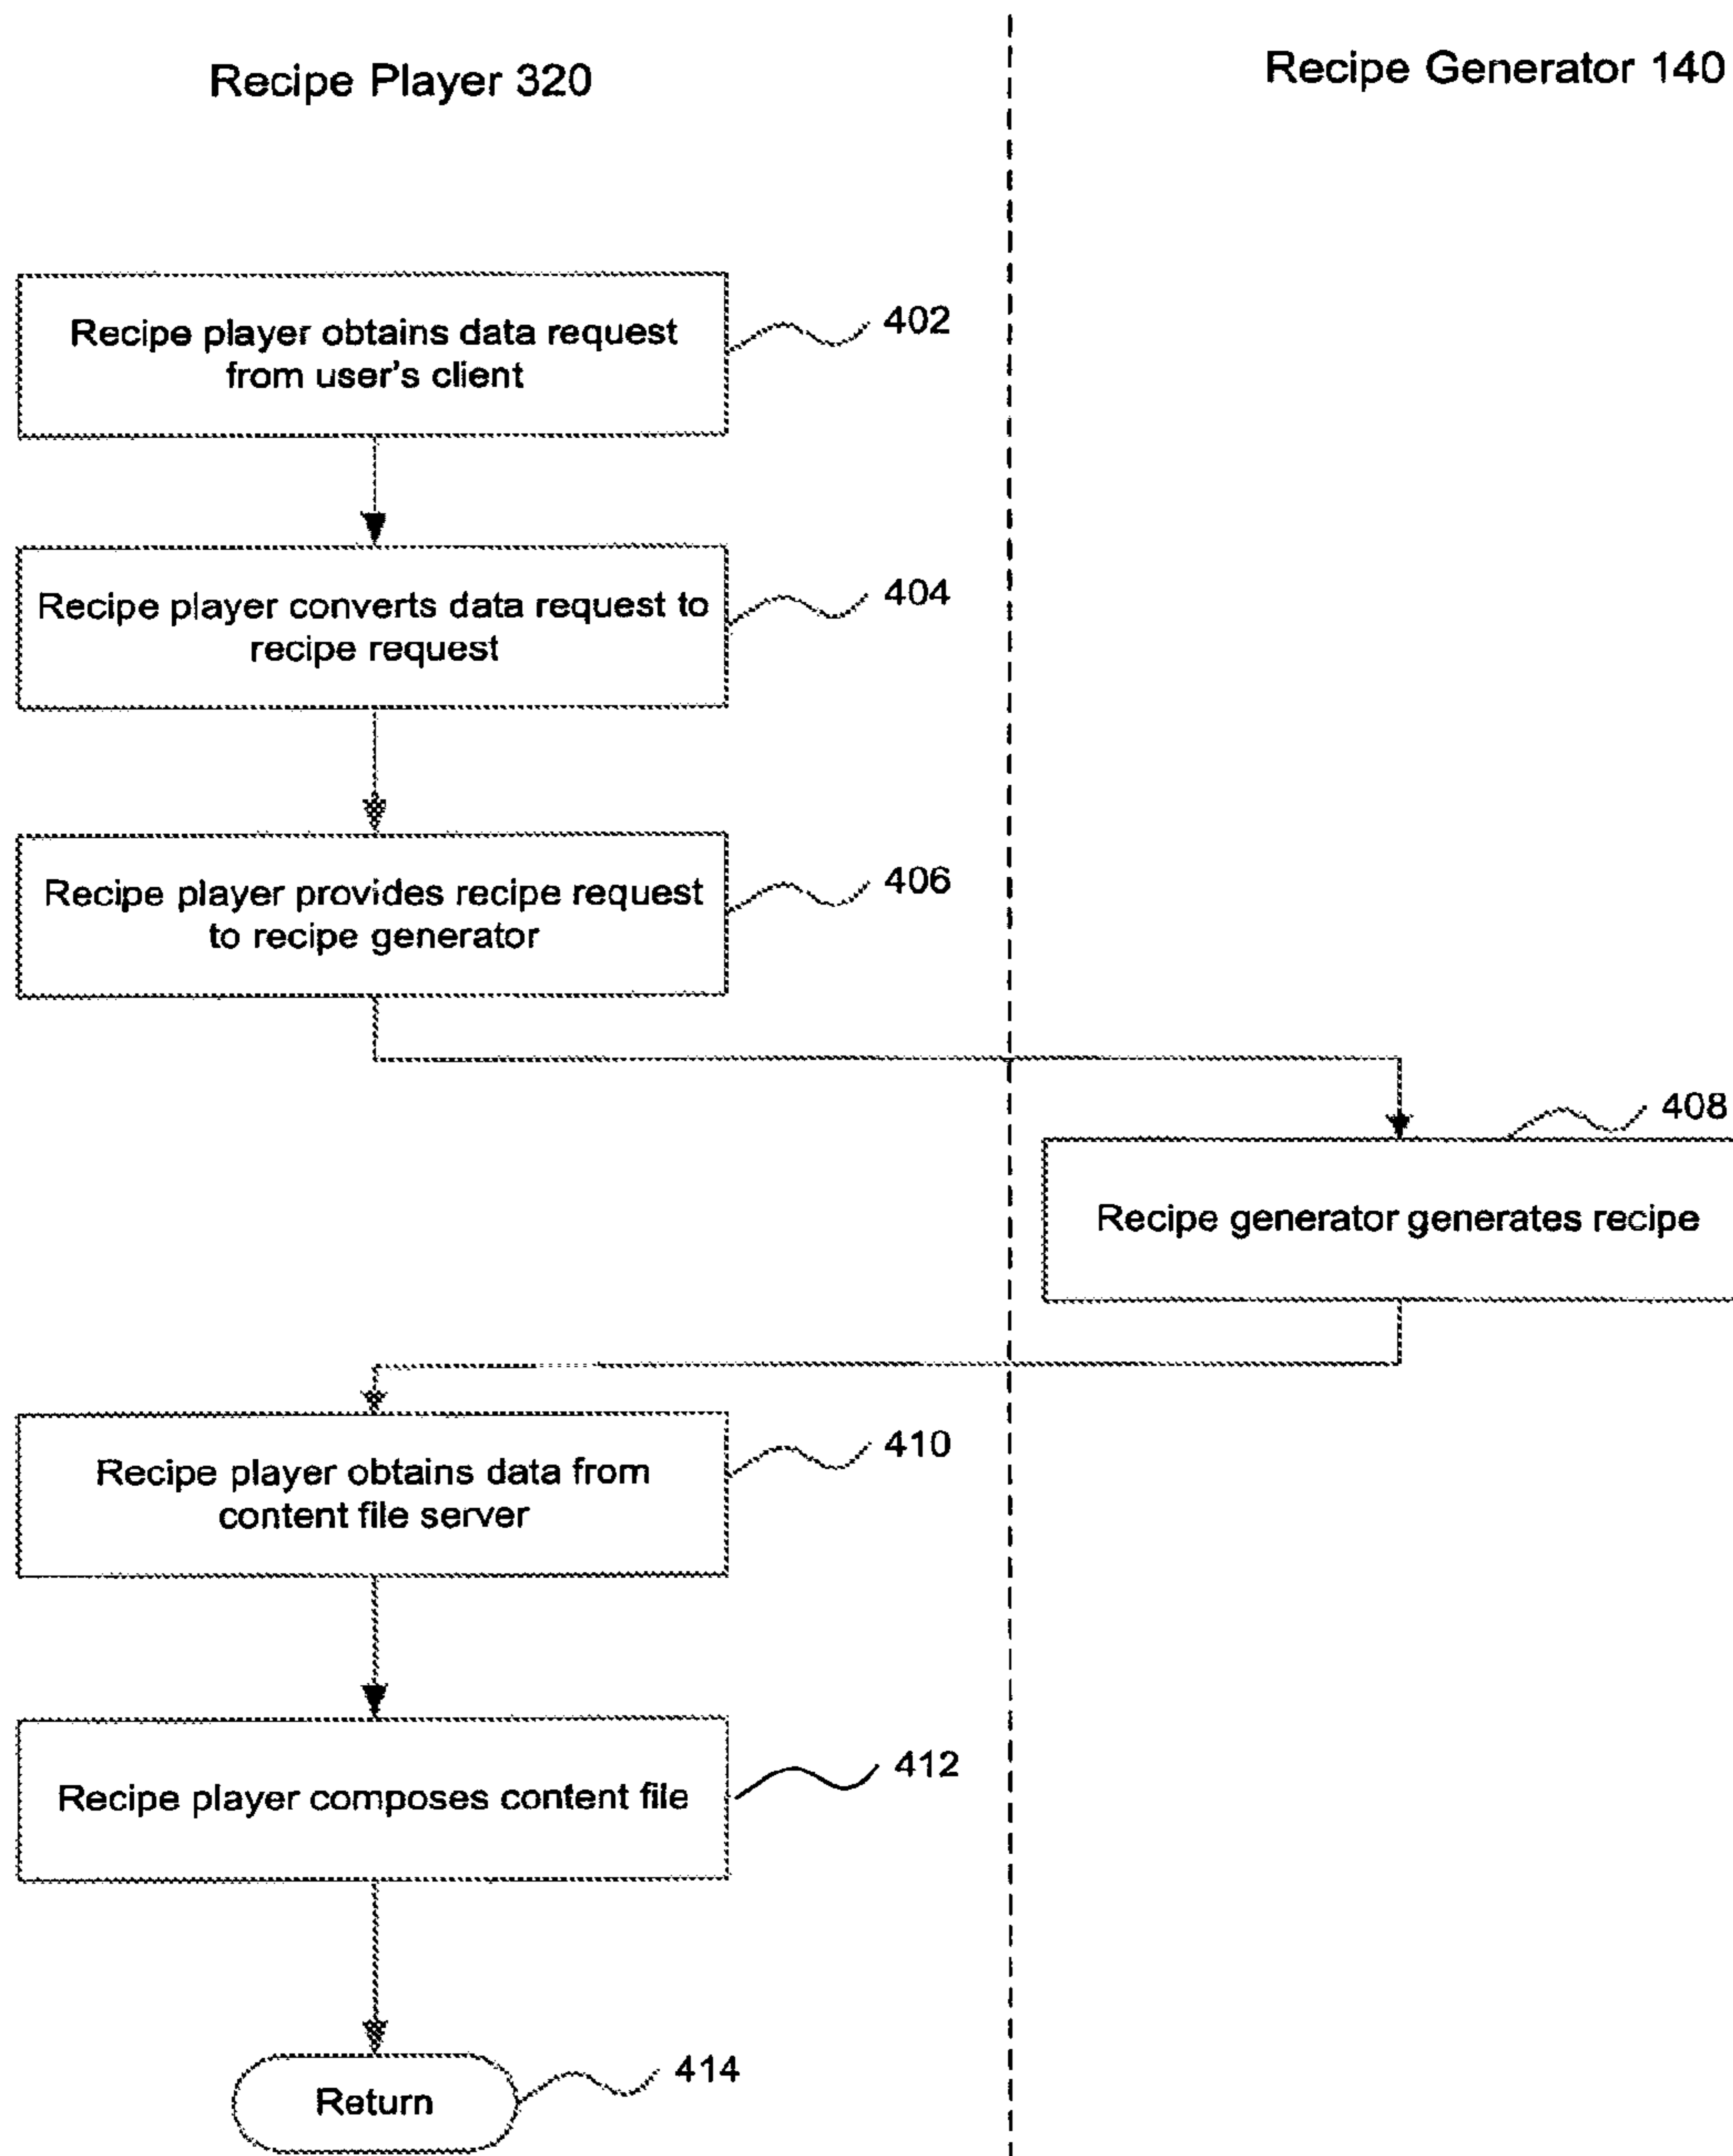 Recipe Player 320
Recipe Generator 140
Recipe player obtains data request
from user's client
402
Recipe player converts data request to
recipe request
404
Recipe player provides recipe request
to recipe generator
406
408
Recipe generator generates recipe
Recipe player obtains data from
content file server
410
Recipe player composes content file
412
Return
414